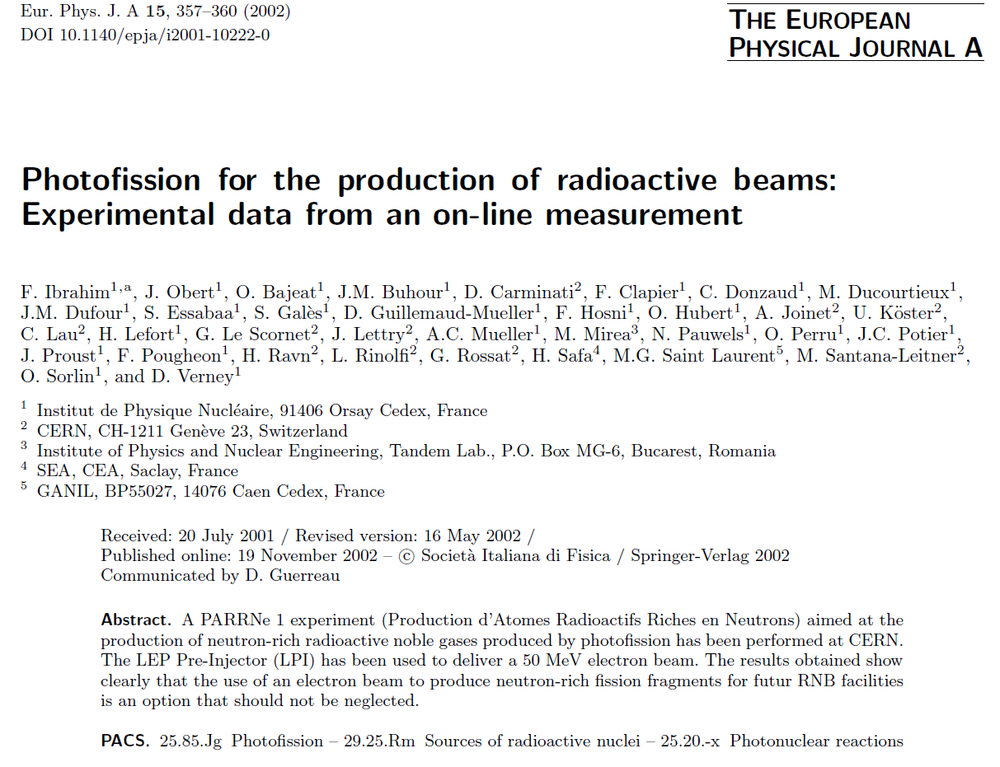 Eur. Phys. J. A 15, 357–360 (2002)
DOI 10.1140/epja/i2001-10222-0
THE EUROPEAN
PHYSICAL JOURNAL A
Photofission for the production of radioactive beams:
Experimental data from an on-line measurement
F. Ibrahim1,a, J. Obert1, O. Bajeat1, J.M. Buhour1, D. Carminati2, F. Clapier1, C. Donzaud1, M. Ducourtieux1,
J.M. Dufour1, S. Essabaa1, S. Galès1, D. Guillemaud-Mueller1, F. Hosni1, O. Hubert1, A. Joinet2, U. Köster2,
C. Lau2, H. Lefort1, G. Le Scornet2, J. Lettry2, A.C. Mueller1, M. Mirea3, N. Pauwels1, O. Perru1, J.C. Potier1,
J. Proust1, F. Pougheon1, H. Ravn2, L. Rinolfi2, G. Rossat2, H. Safa4, M.G. Saint Laurent5, M. Santana-Leitner2,
O. Sorlin1, and D. Verney1
1 Institut de Physique Nucléaire, 91406 Orsay Cedex, France
2 CERN, CH-1211 Genève 23, Switzerland
3 Institute of Physics and Nuclear Engineering, Tandem Lab., P.O. Box MG-6, Bucarest, Romania
4 SEA, CEA, Saclay, France
5 GANIL, BP55027, 14076 Caen Cedex, France
Received: 20 July 2001 / Revised version: 16 May 2002 /
Published online: 19 November 2002 – © Società Italiana di Fisica / Springer-Verlag 2002
Communicated by D. Guerreau
Abstract. A PARRNe 1 experiment (Production d'Atomes Radioactifs Riches en Neutrons) aimed at the
production of neutron-rich radioactive noble gases produced by photofission has been performed at CERN.
The LEP Pre-Injector (LPI) has been used to deliver a 50 MeV electron beam. The results obtained show
clearly that the use of an electron beam to produce neutron-rich fission fragments for futur RNB facilities
is an option that should not be neglected.
PACS. 25.85.Jg Photofission – 29.25.Rm Sources of radioactive nuclei – 25.20.-x Photonuclear reactions